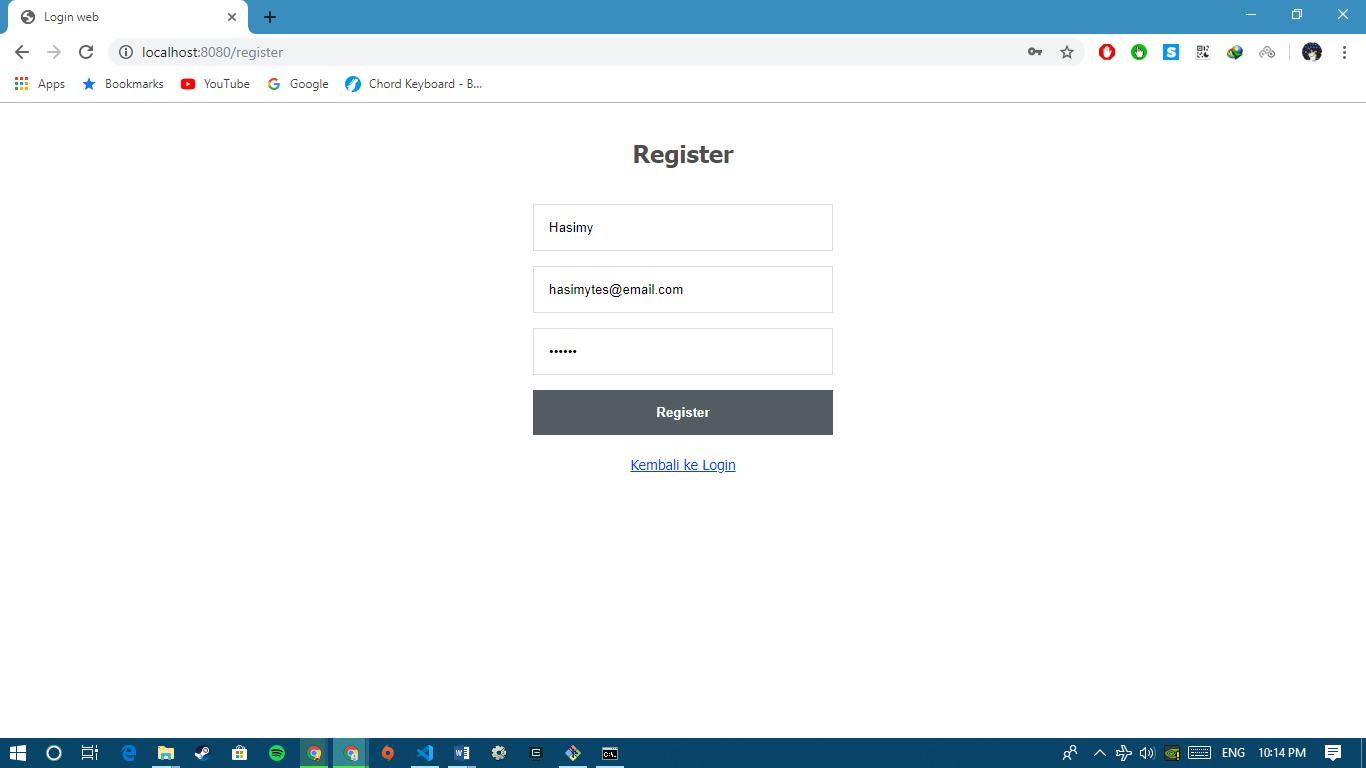 Login web
localhost:8080/register
Apps Bookmarks YouTube Google Chord Keyboard - B...
Register
Hasimy
hasimytes@email.com
••••••
Register
Kembali ke Login
ENG 10:14 PM